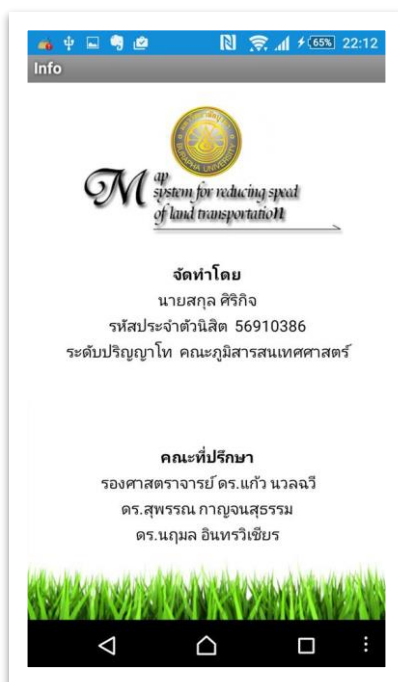 65% 22:12
Info
BURAPHA UNIVERSITY
Map
system for reducing speed
of land transportation
จัดทำโดย
นายสกุล ศิริกิจ
รหัสประจำตัวนิสิต 56910386
ระดับปริญญาโท คณะภูมิสารสนเทศศาสตร์
คณะที่ปรึกษา
รองศาสตราจารย์ ดร.แก้ว นวลฉวี
ดร.สุพรรณ กาญจนสุธรรม
ดร.นฤมล อินทรวิเชียร